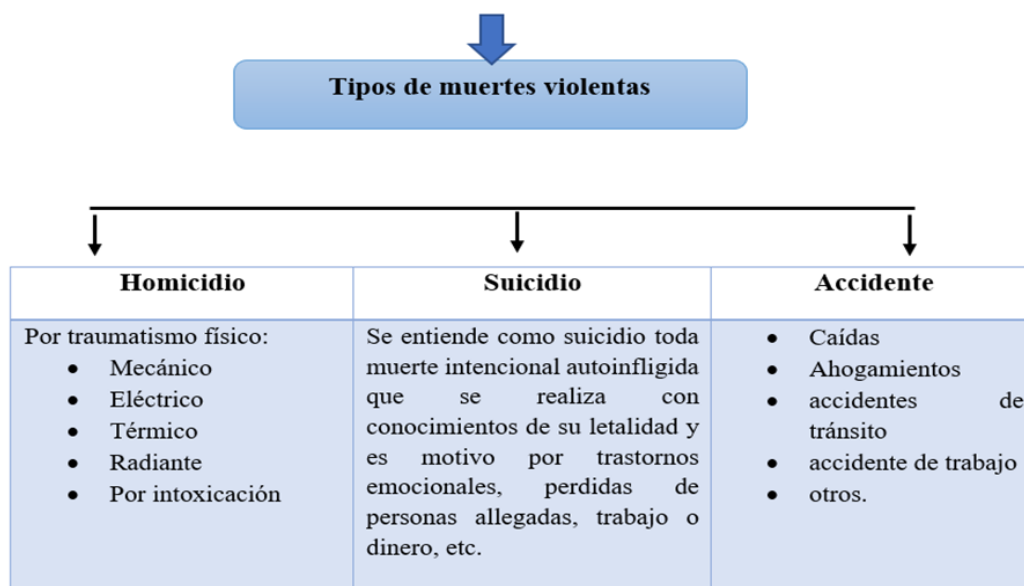 Tipos de muertes violentas
Homicidio
Por traumatismo físico:
• Mecánico
• Eléctrico
• Térmico
• Radiante
• Por intoxicación
Suicidio
Se entiende como suicidio toda
muerte intencional autoinfligida
que se realiza con
conocimientos de su letalidad y
es motivo por trastornos
emocionales, perdidas de
personas allegadas, trabajo o
dinero, etc.
Accidente
• Caídas
• Ahogamientos
• accidentes de
tránsito
• accidente de trabajo
• otros.